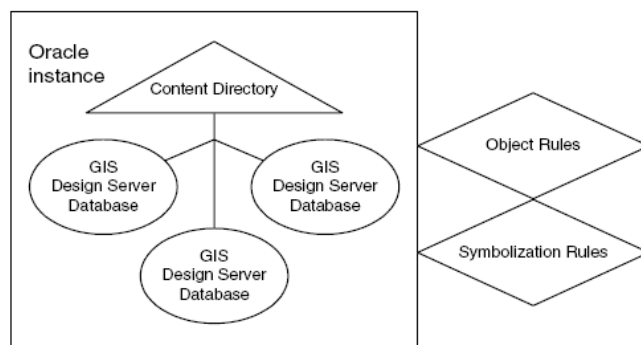 Oracle
instance
Content Directory
GIS
Design Server
Database
GIS
Design Server
Database
GIS
Design Server
Database
Object Rules
Symbolization Rules